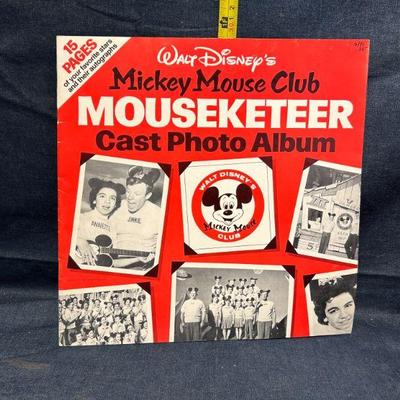 15
PAGES
of your favorite stars
and their autographs
WALT DISNEY'S
Mickey Mouse Club
MOUSEKETEER
Cast Photo Album
ANNETTE
JIMMIE
WALT DISNEY'S
MICKEY MOUSE
CLUB